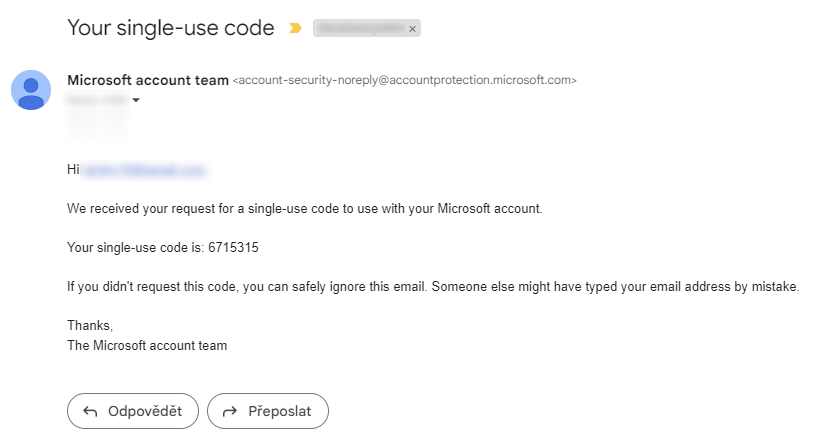 Your single-use code
Microsoft account team <account-security-noreply@accountprotection.microsoft.com>
Hi
We received your request for a single-use code to use with your Microsoft account.
Your single-use code is: 6715315
If you didn't request this code, you can safely ignore this email. Someone else might have typed your email address by mistake.
Thanks,
The Microsoft account team
Odpovědět
Přeposlat